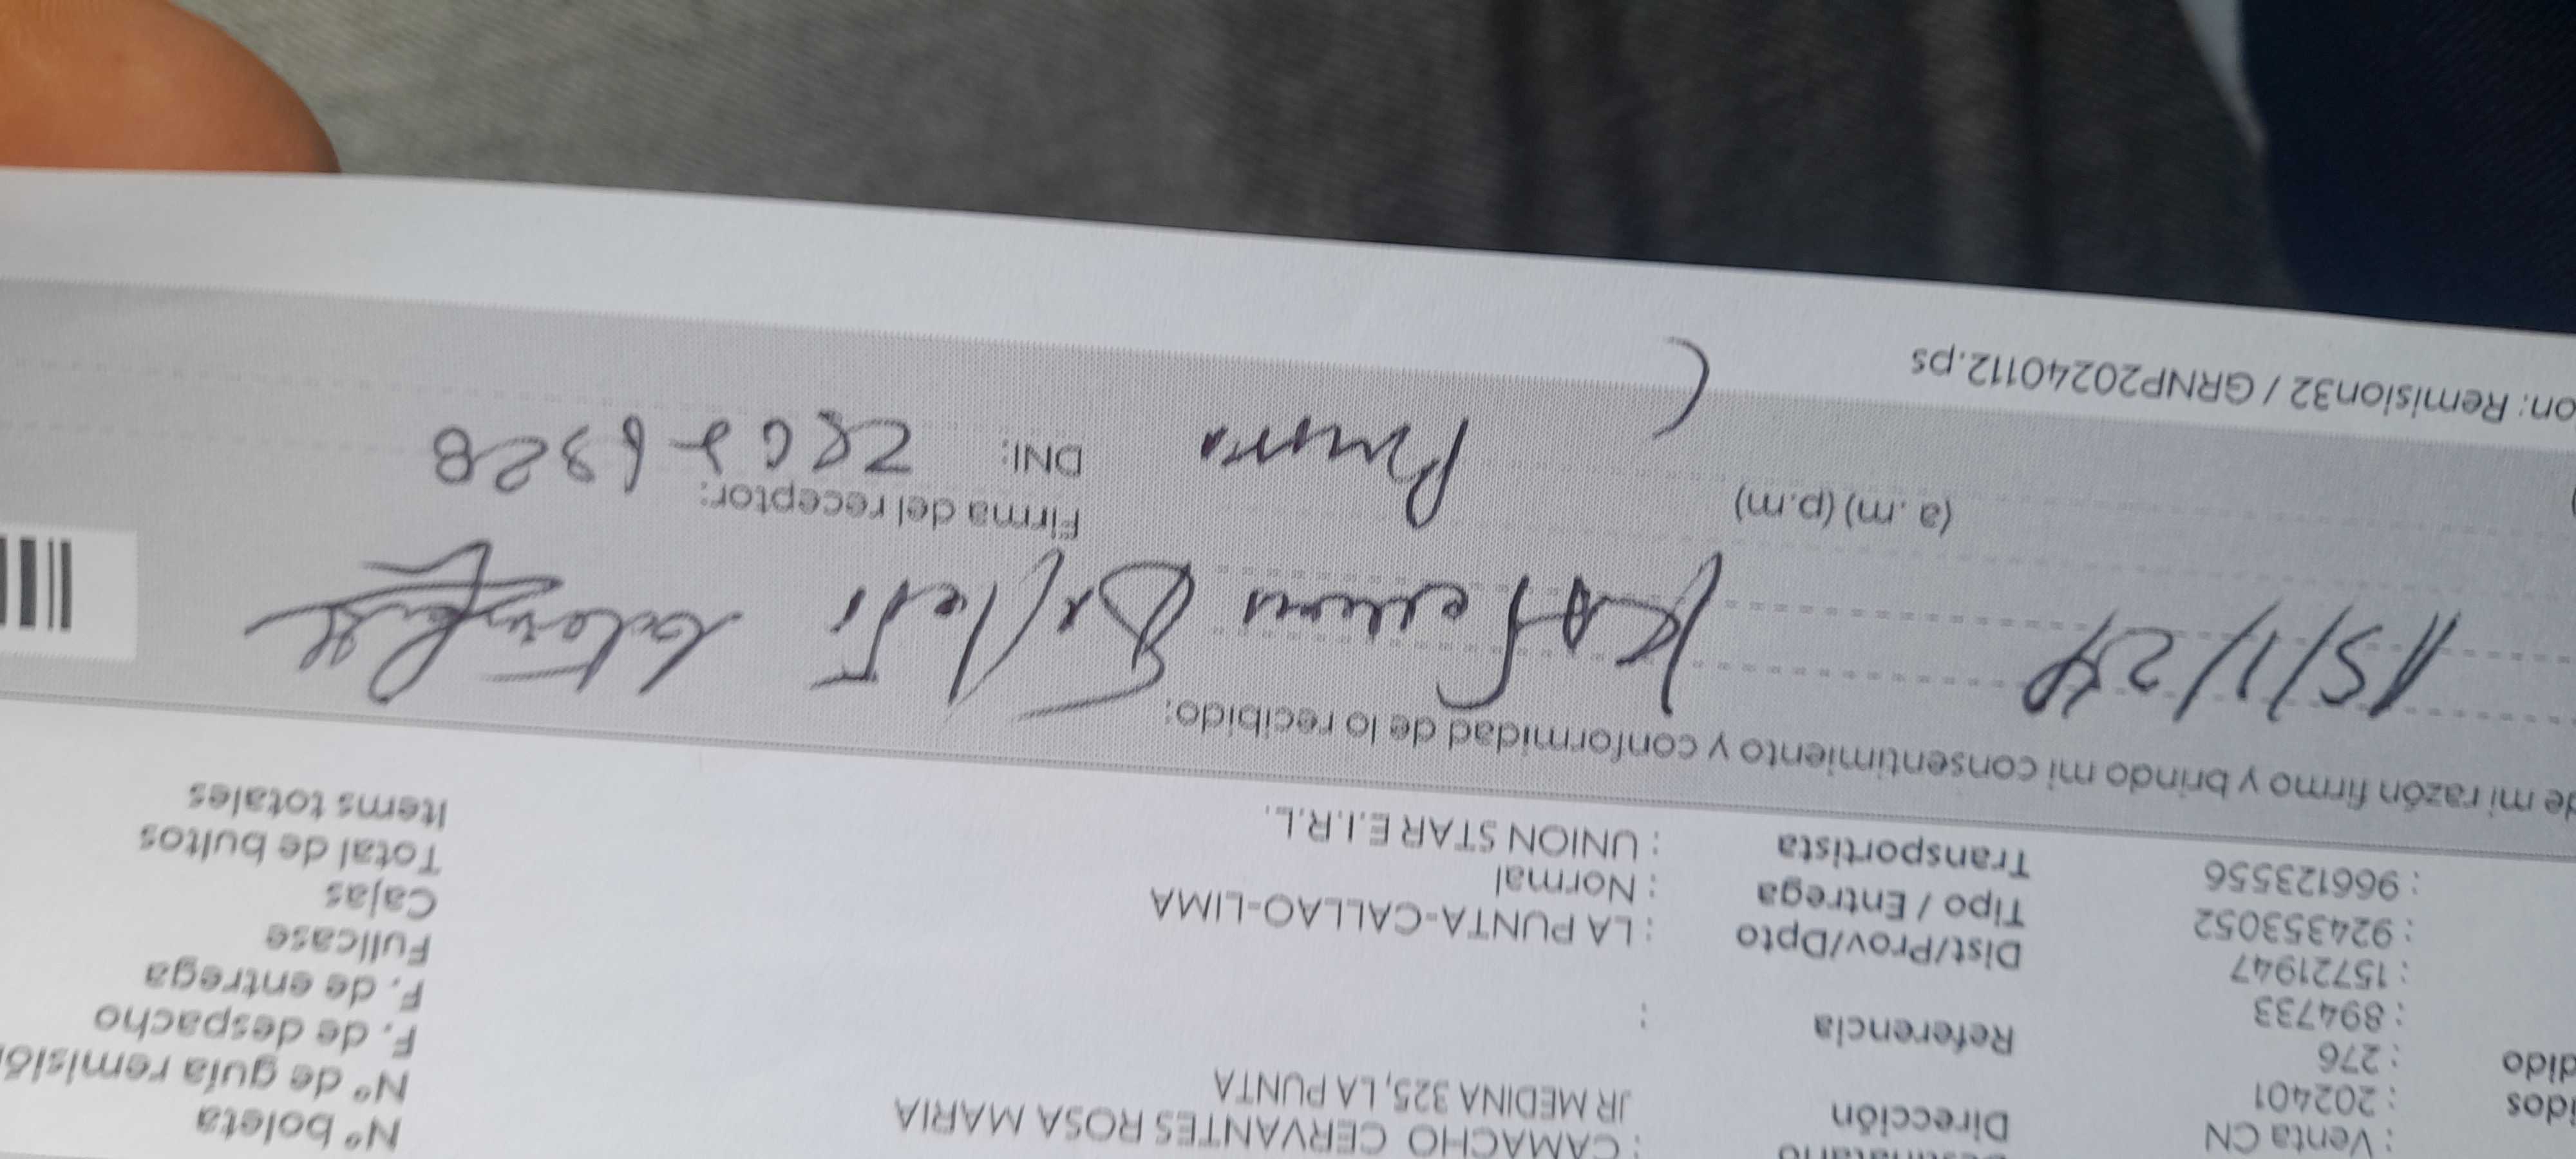 : Venta CN
: CAMACHO CERVANTES ROSA MARIA
Nº boleta
: 202401
Dirección
JR MEDINA 325, LA PUNTA
Nº de guía
: 276
F. de despacho
: 894733
Referencia
:
F. de entrega
: 15721947
Fullcase
: 924353052
Dist/Prov/Dpto
: LA PUNTA-CALLAO-LIMA
Cajas
: 966123556
Tipo / Entrega
: Normal
Total de bultos
Transportista
: UNION STAR E.I.R.L.
Items totales
de mi razón firmo y brindo mi consentimiento y conformidad de lo recibido:
15/1/24
(a.m) (p.m)
Firma del receptor:
DNI:
on: Remision32 / GRNP20240112.ps